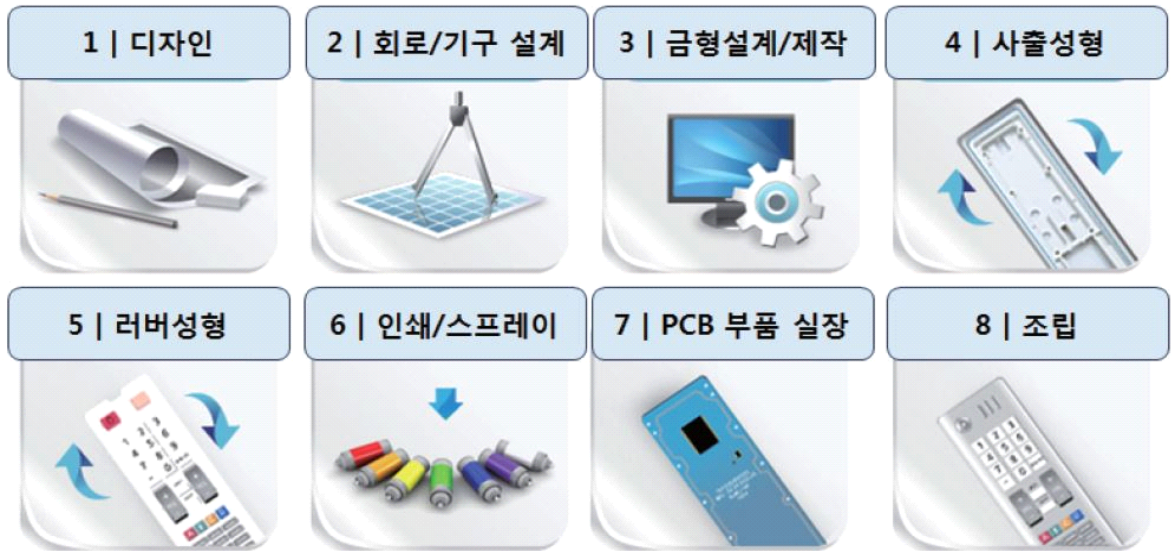 1 | 디자인
2 | 회로/기구 설계
3 | 금형설계/제작
4 | 사출성형
5 | 러버성형
6 | 인쇄/스프레이
7 | PCB 부품 실장
8 | 조립